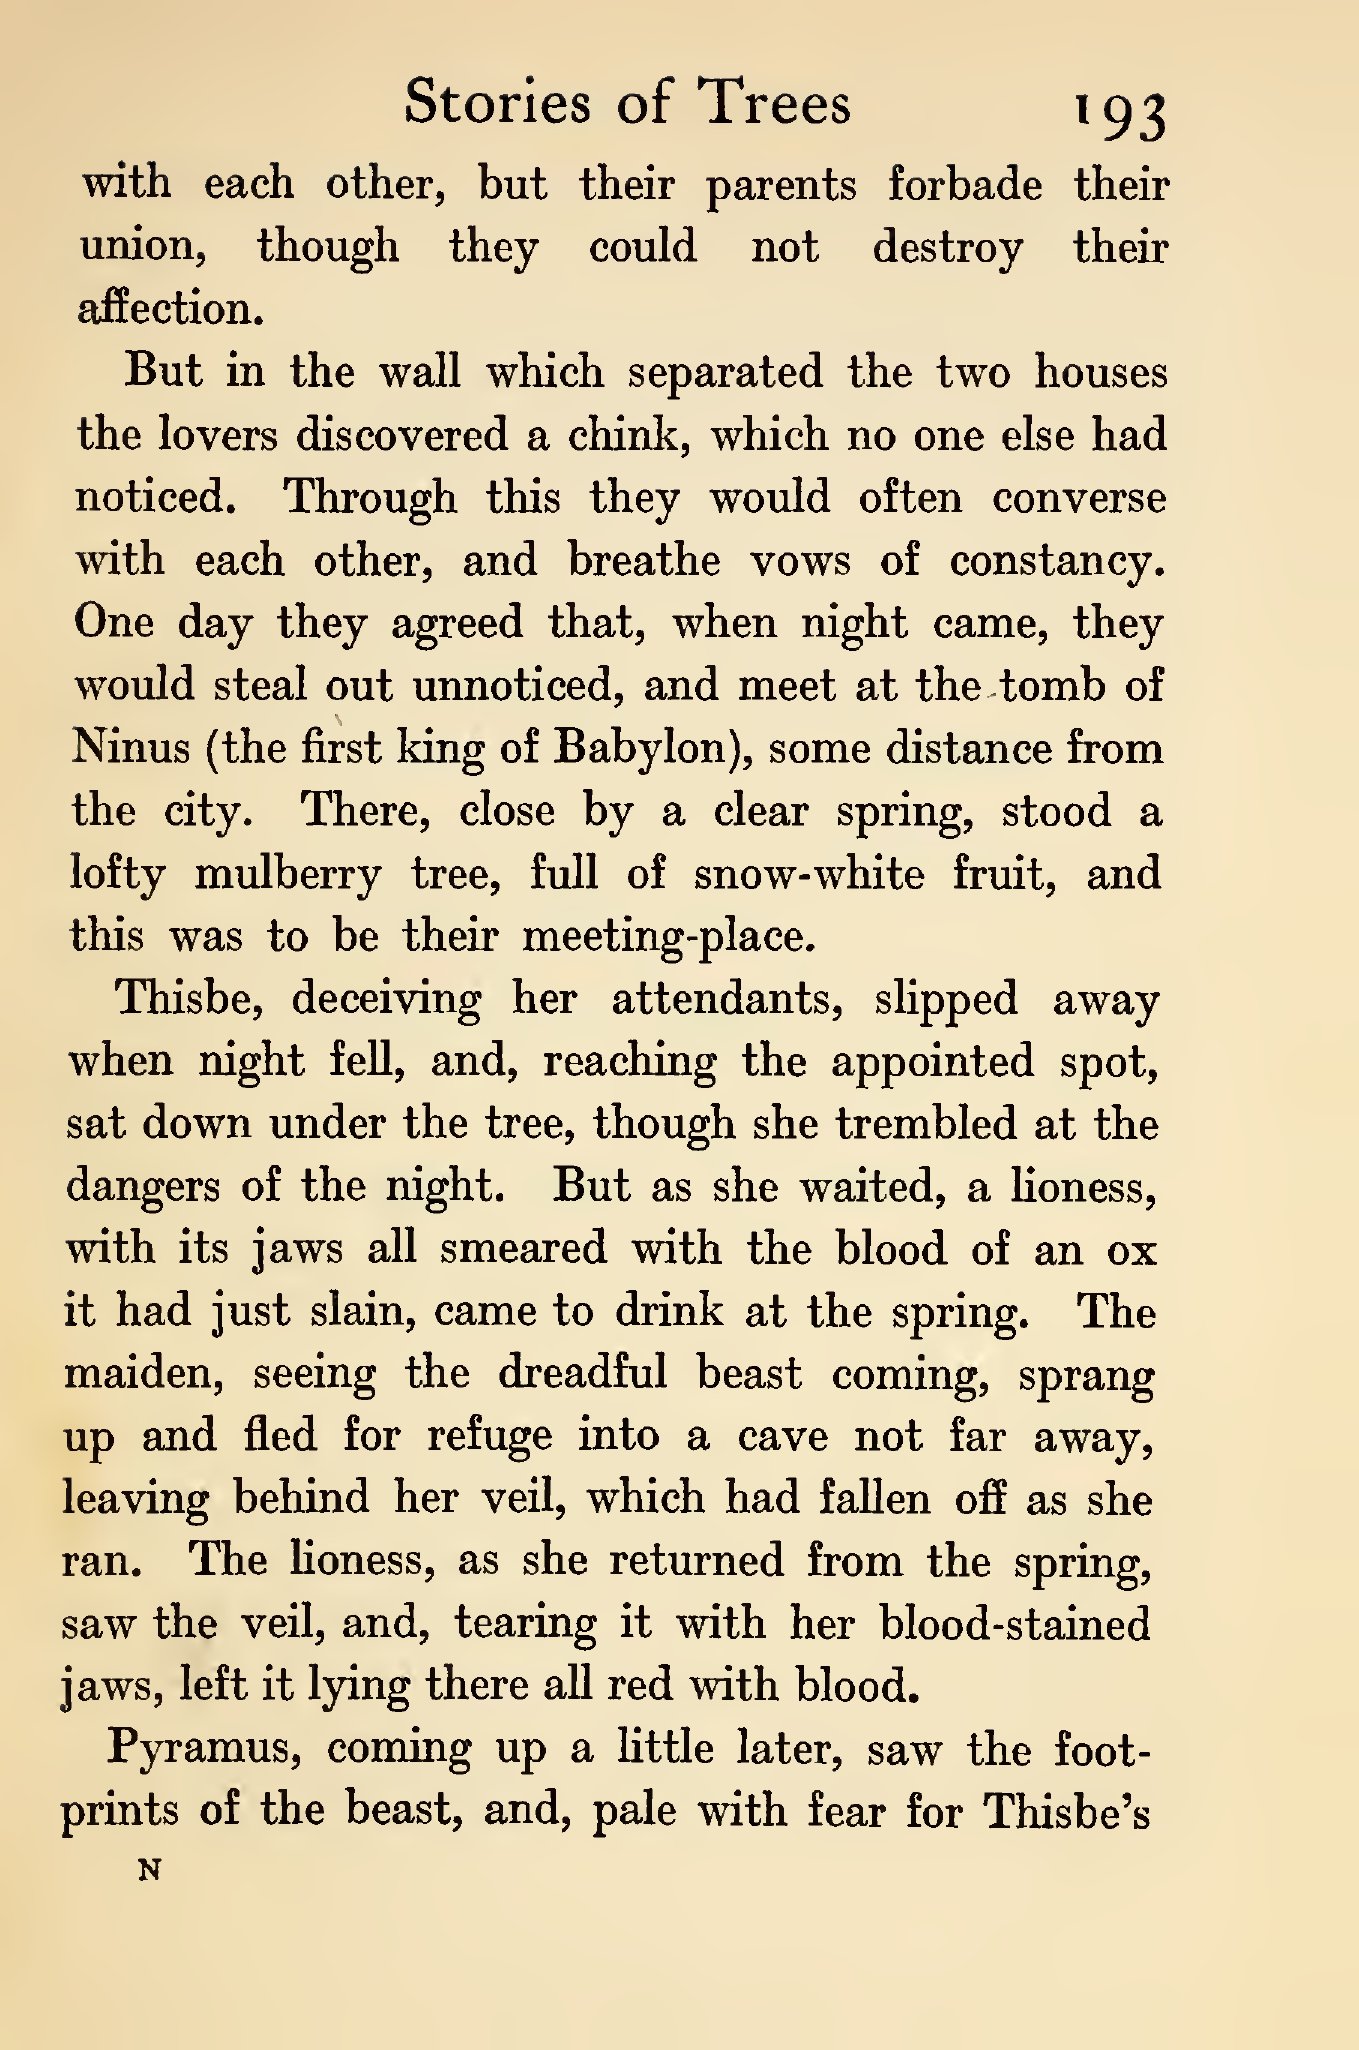 Stories of Trees 193
with each other, but their parents forbade their
union, though they could not destroy their
affection.
But in the wall which separated the two houses
the lovers discovered a chink, which no one else had
noticed. Through this they would often converse
with each other, and breathe vows of constancy.
One day they agreed that, when night came, they
would steal out unnoticed, and meet at the tomb of
Ninus (the first king of Babylon), some distance from
the city. There, close by a clear spring, stood a
lofty mulberry tree, full of snow-white fruit, and
this was to be their meeting-place.
Thisbe, deceiving her attendants, slipped away
when night fell, and, reaching the appointed spot,
sat down under the tree, though she trembled at the
dangers of the night. But as she waited, a lioness,
with its jaws all smeared with the blood of an ox
it had just slain, came to drink at the spring. The
maiden, seeing the dreadful beast coming, sprang
up and fled for refuge into a cave not far away,
leaving behind her veil, which had fallen off as she
ran. The lioness, as she returned from the spring,
saw the veil, and, tearing it with her blood-stained
jaws, left it lying there all red with blood.
Pyramus, coming up a little later, saw the foot-
prints of the beast, and, pale with fear for Thisbe's
N